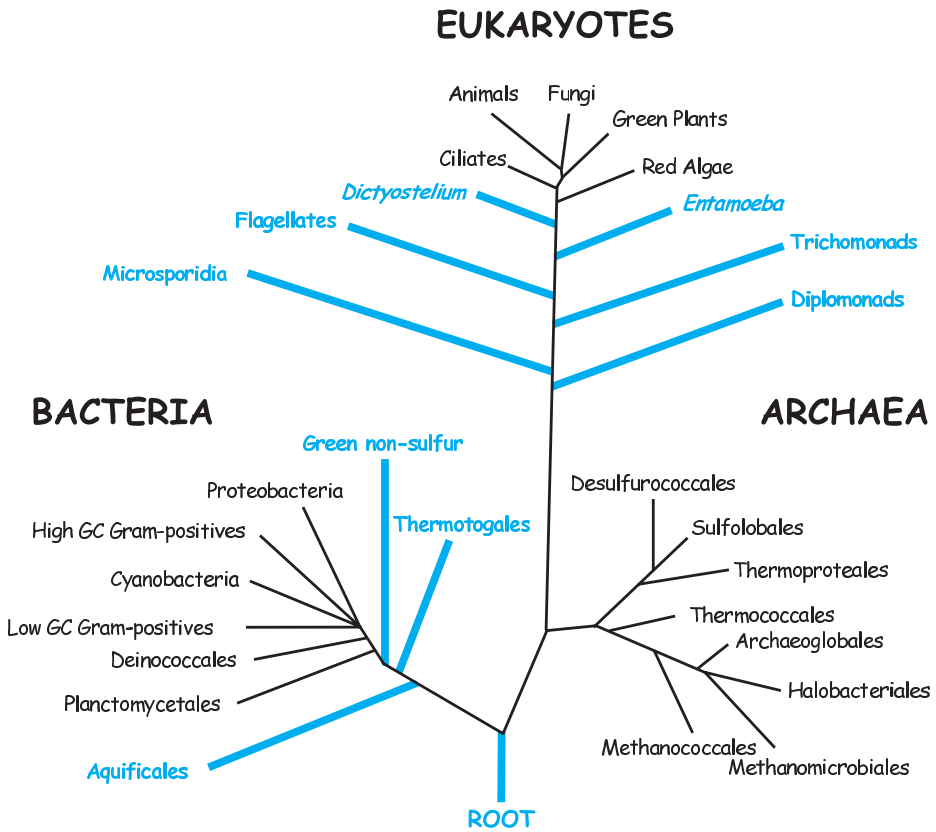 EUKARYOTES
Animals
Fungi
Green Plants
Ciliates
Red Algae
Dictyostelium
Entamoeba
Flagellates
Trichomonads
Microsporidia
Diplomonads
BACTERIA
ARCHAEA
Green non-sulfur
Desulfurococcales
Proteobacteria
Thermotogales
Sulfolobales
High GC Gram-positives
Thermoproteales
Cyanobacteria
Thermococcales
Low GC Gram-positives
Archaeoglobales
Deinococcales
Halobacteriales
Planctomycetales
Methanococcales
Methanomicrobiales
Aquificales
ROOT